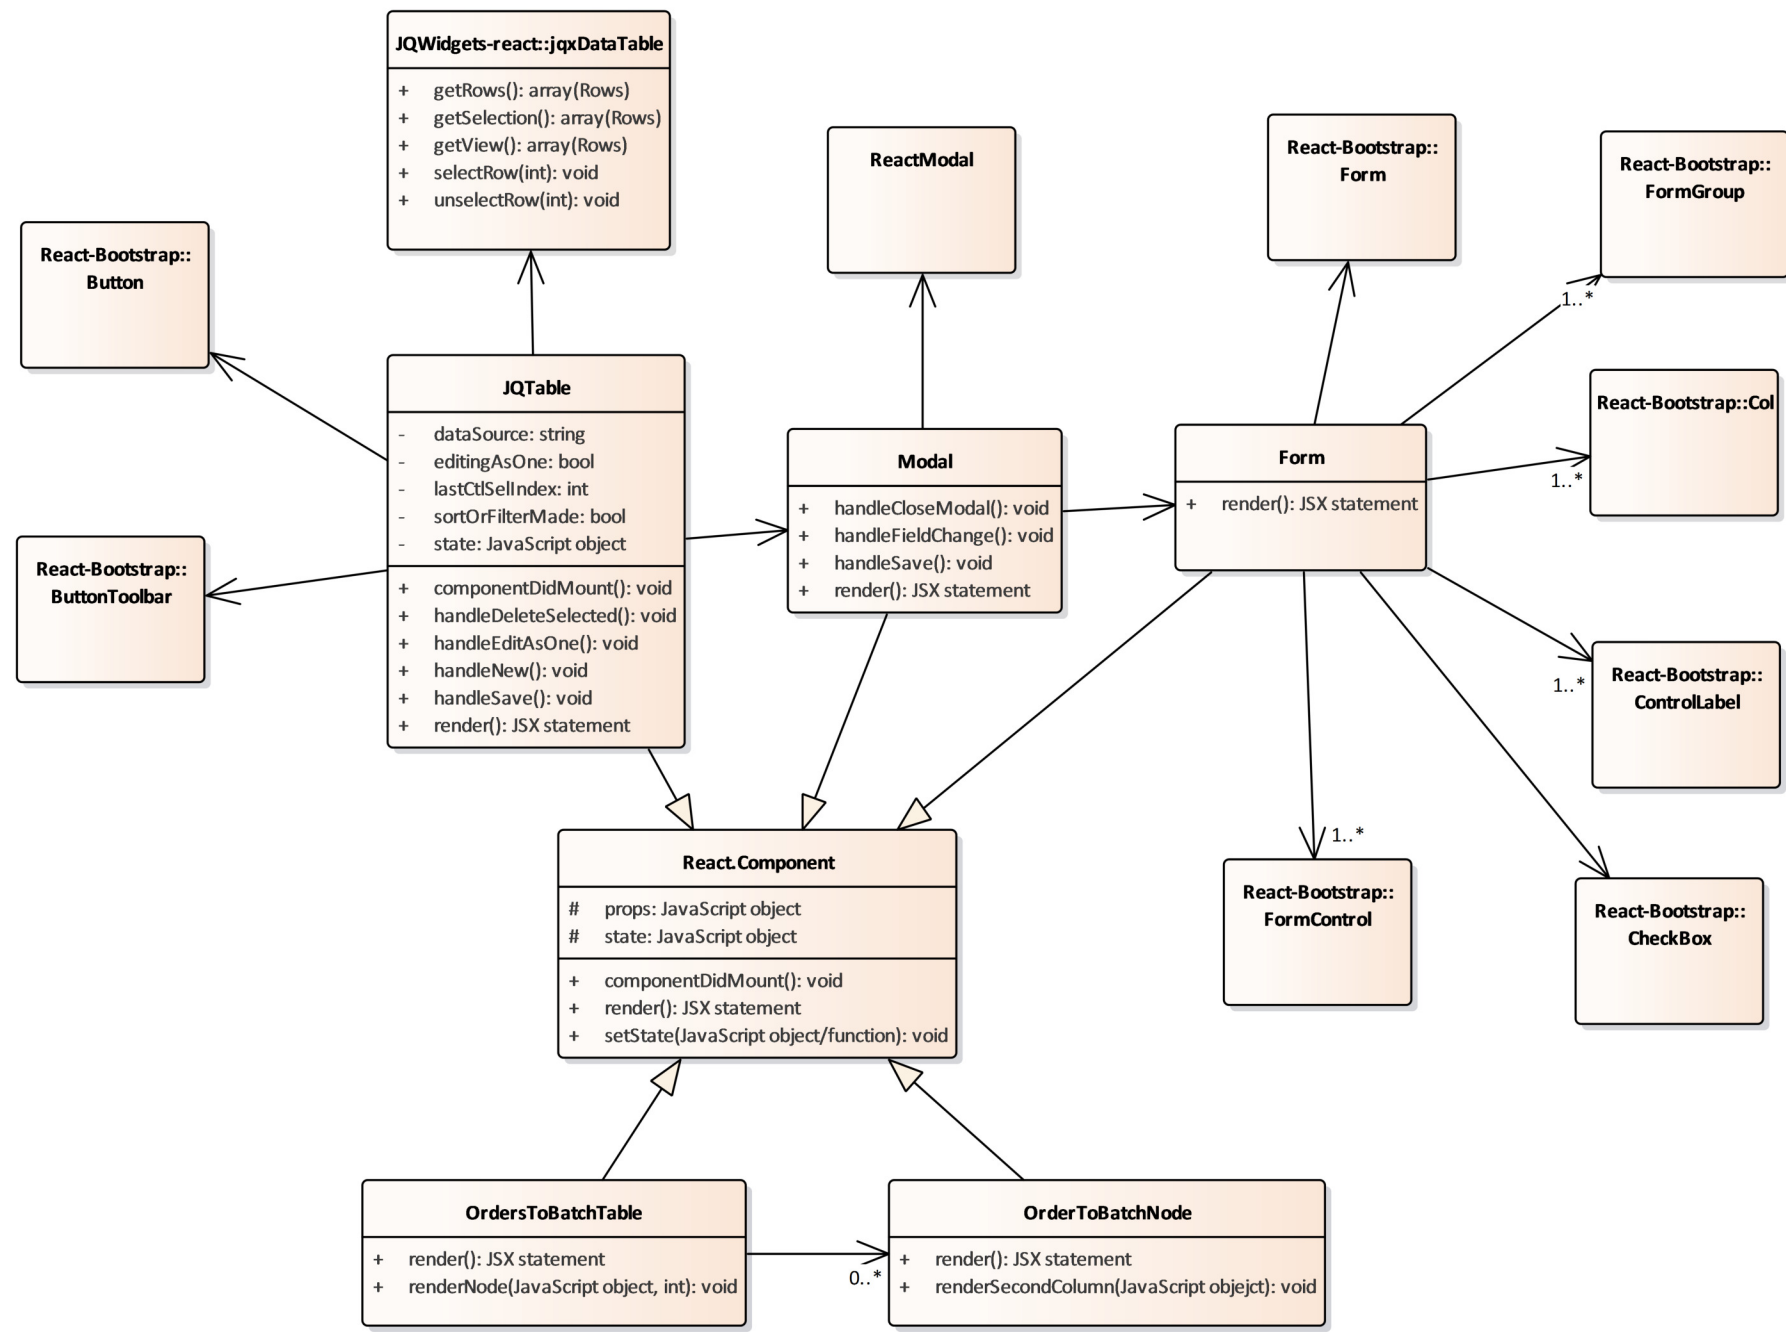 JQWidgets-react::jqxDataTable
+ getRows(): array(Rows)
+ getSelection(): array(Rows)
+ getView(): array(Rows)
+ selectRow(int): void
+ unselectRow(int): void
ReactModal
React-Bootstrap::
Form
React-Bootstrap::
FormGroup
1..*
React-Bootstrap::
Button
React-Bootstrap::
ButtonToolbar
JQTable
- dataSource: string
- editingAsOne: bool
- lastCtlSelIndex: int
- sortOrFilterMade: bool
- state: JavaScript object
+ componentDidMount(): void
+ handleDeleteSelected(): void
+ handleEditAsOne(): void
+ handleNew(): void
+ handleSave(): void
+ render(): JSX statement
Modal
+ handleCloseModal(): void
+ handleFieldChange(): void
+ handleSave(): void
+ render(): JSX statement
Form
+ render(): JSX statement
React-Bootstrap::Col
1..*
React-Bootstrap::
ControlLabel
1..*
React.Component
# props: JavaScript object
# state: JavaScript object
+ componentDidMount(): void
+ render(): JSX statement
+ setState(JavaScript object/function): void
1..*
React-Bootstrap::
FormControl
React-Bootstrap::
CheckBox
OrdersToBatchTable
+ render(): JSX statement
+ renderNode(JavaScript object, int): void
0..*
OrderToBatchNode
+ render(): JSX statement
+ renderSecondColumn(JavaScript objejct): void